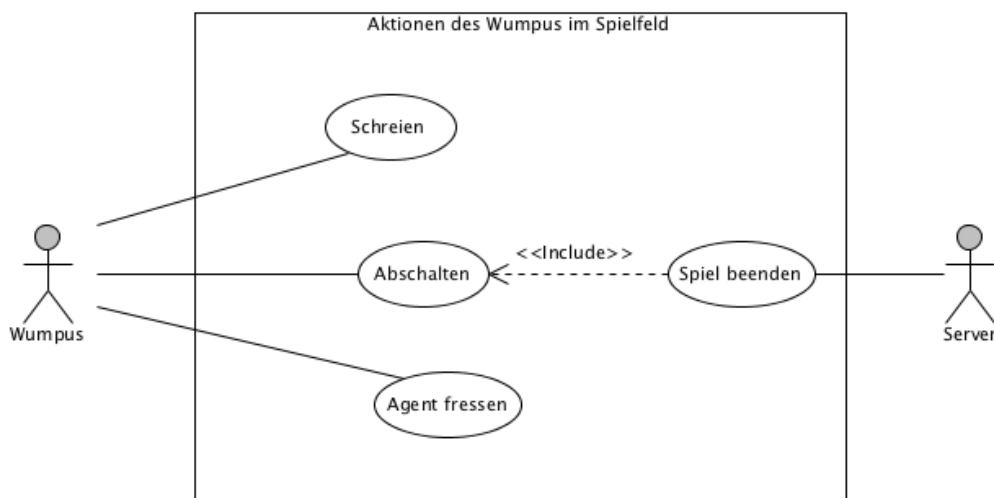 Aktionen des Wumpus im Spielfeld
Schreien
<<Include>>
Abschalten
Spiel beenden
Wumpus
Server
Agent fressen